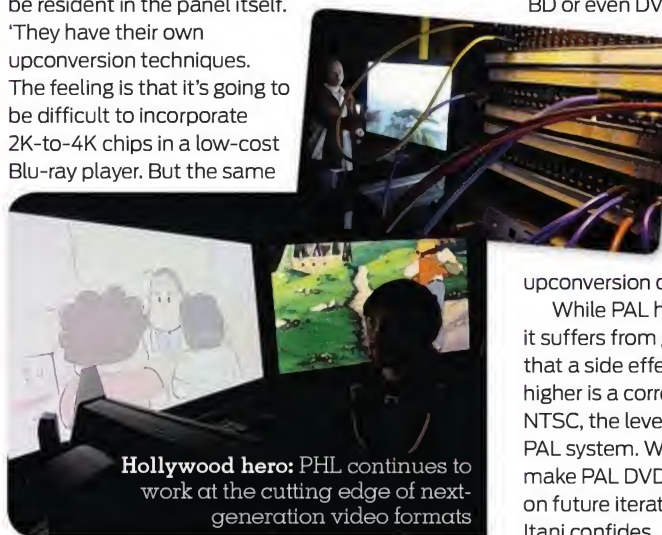 be resident in the panel itself.
‘They have their own
upconversion techniques.
The feeling is that it’s going to
be difficult to incorporate
2K-to-4K chips in a low-cost
Blu-ray player. But the same
Hollywood hero: PHL continues to
work at the cutting edge of next-
generation video formats
BD or even DV
upconversion
While PAL h
it suffers from
that a side effe
higher is a corre
NTSC, the leve
PAL system. W
make PAL DVD
on future iterat
Itani confides